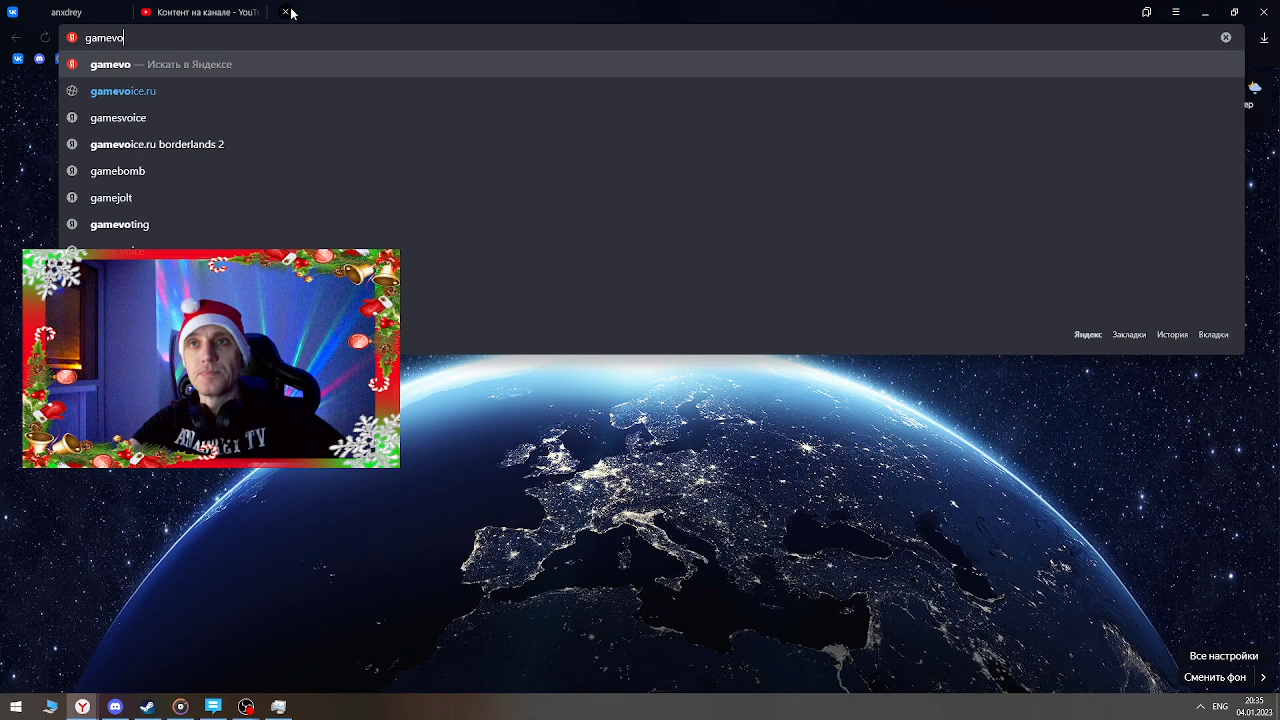 anxdrey
Контент на канале - YouTu
gamevo
gamevo — Искать в Яндексе
gamevoice.ru
gamesvoice
gamevoice.ru borderlands 2
gamebomb
gamejolt
gamevoting
Яндекс Закладки История Вкладки
TV
Все настройки
Сменить фон
ENG
20:35
04.01.2023